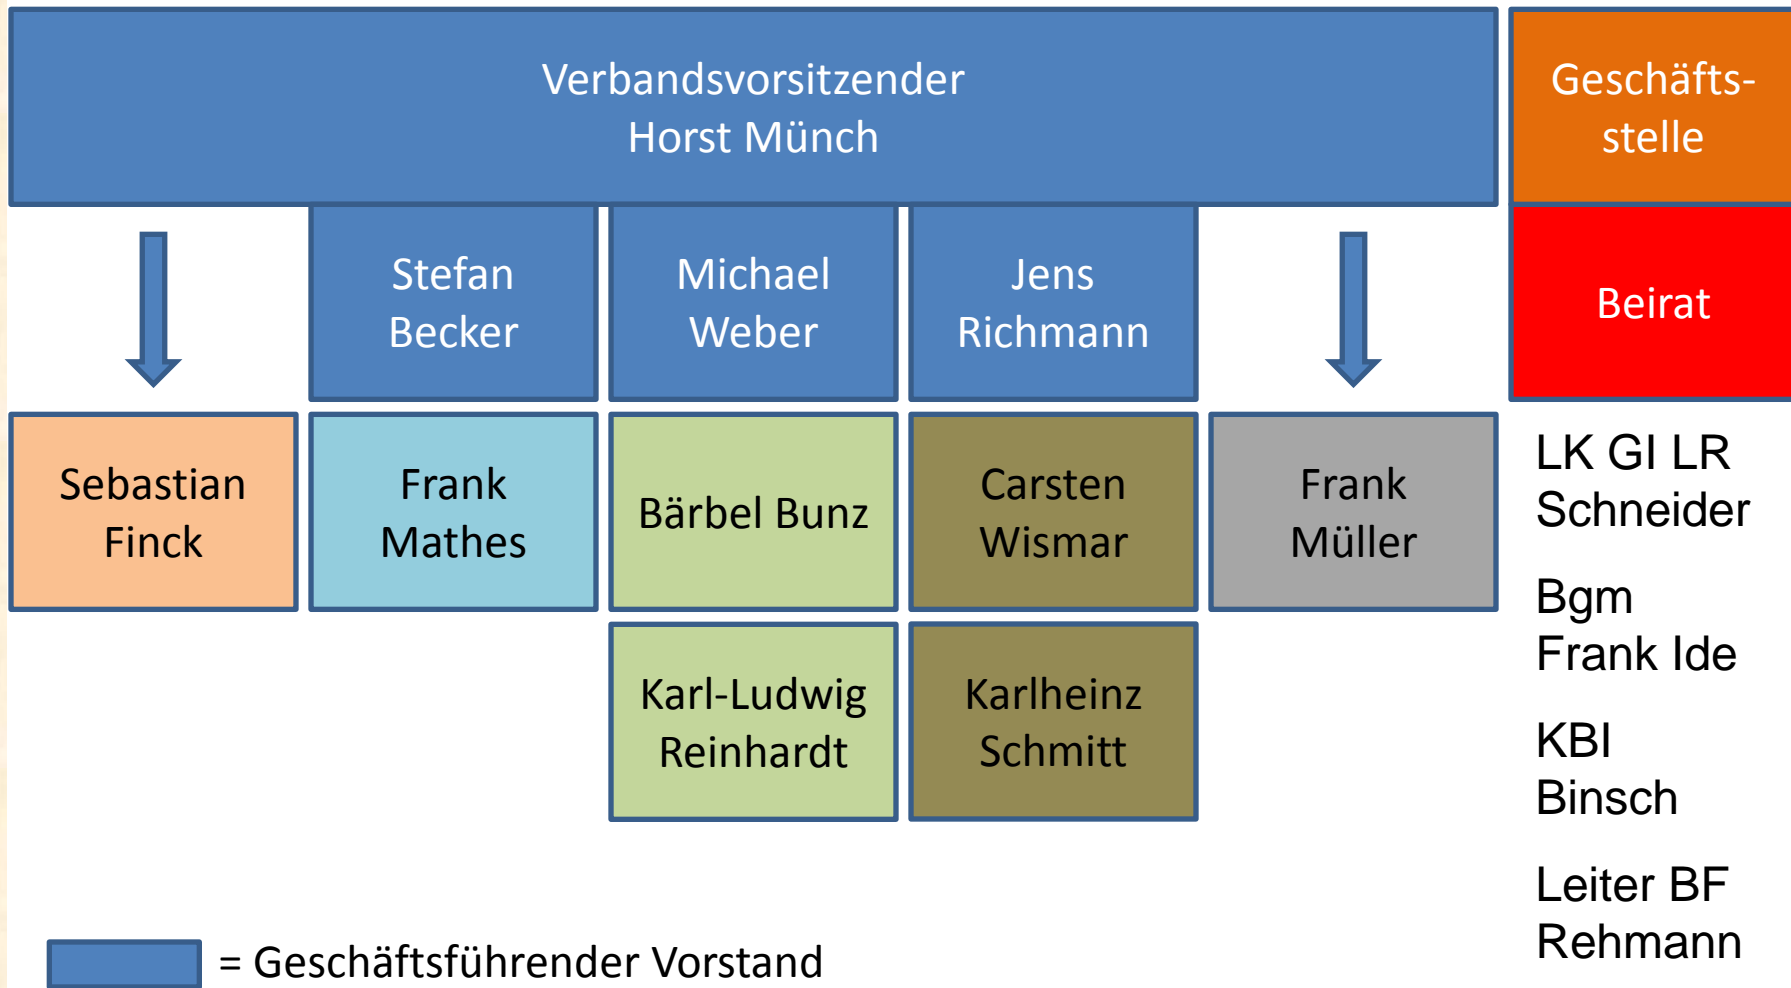 Verbandsvorsitzender
Horst Münch
Geschäfts-
stelle
Stefan
Becker
Michael
Weber
Jens
Richmann
Beirat
Sebastian
Finck
Frank
Mathes
Bärbel Bunz
Carsten
Wismar
Frank
Müller
Karl-Ludwig
Reinhardt
Karlheinz
Schmitt
LK GI LR
Schneider
Bgm
Frank Ide
KBI
Binsch
Leiter BF
Rehmann
= Geschäftsführender Vorstand